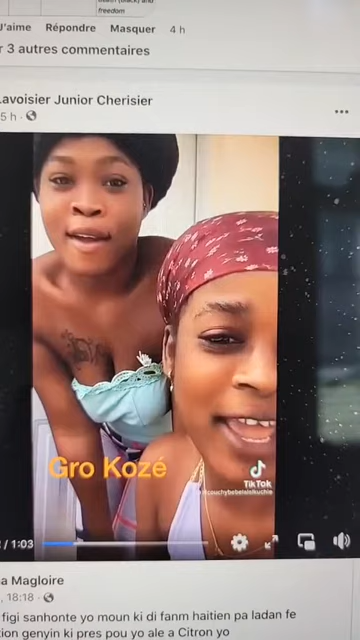 freedom
J'aime Répondre Masquer 4 h
r 3 autres commentaires
Lavoisier Junior Cherisier
5 h ·
Gro Kozé
TikTok
/ 1:03
a Magloire
, 18:18 ·
figi sanhonte yo moun ki di fanm haitien pa ladan fe
tion genyin ki pres pou yo ale a Citron yo